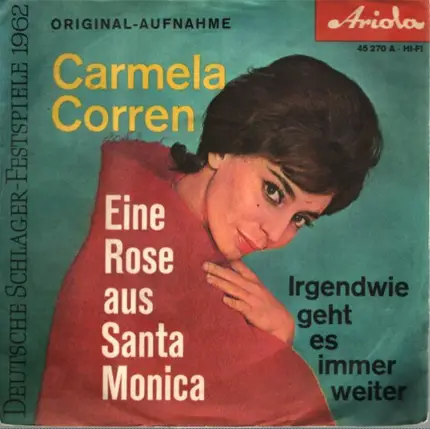 ORIGINAL-AUFNAHME
Ariola
45 270 A - HI-FI
Carmela
Corren
DEUTSCHE SCHLAGER-FESTSPIELE 1962
Eine
Rose
aus
Santa
Monica
Irgendwie
geht
es
immer
weiter